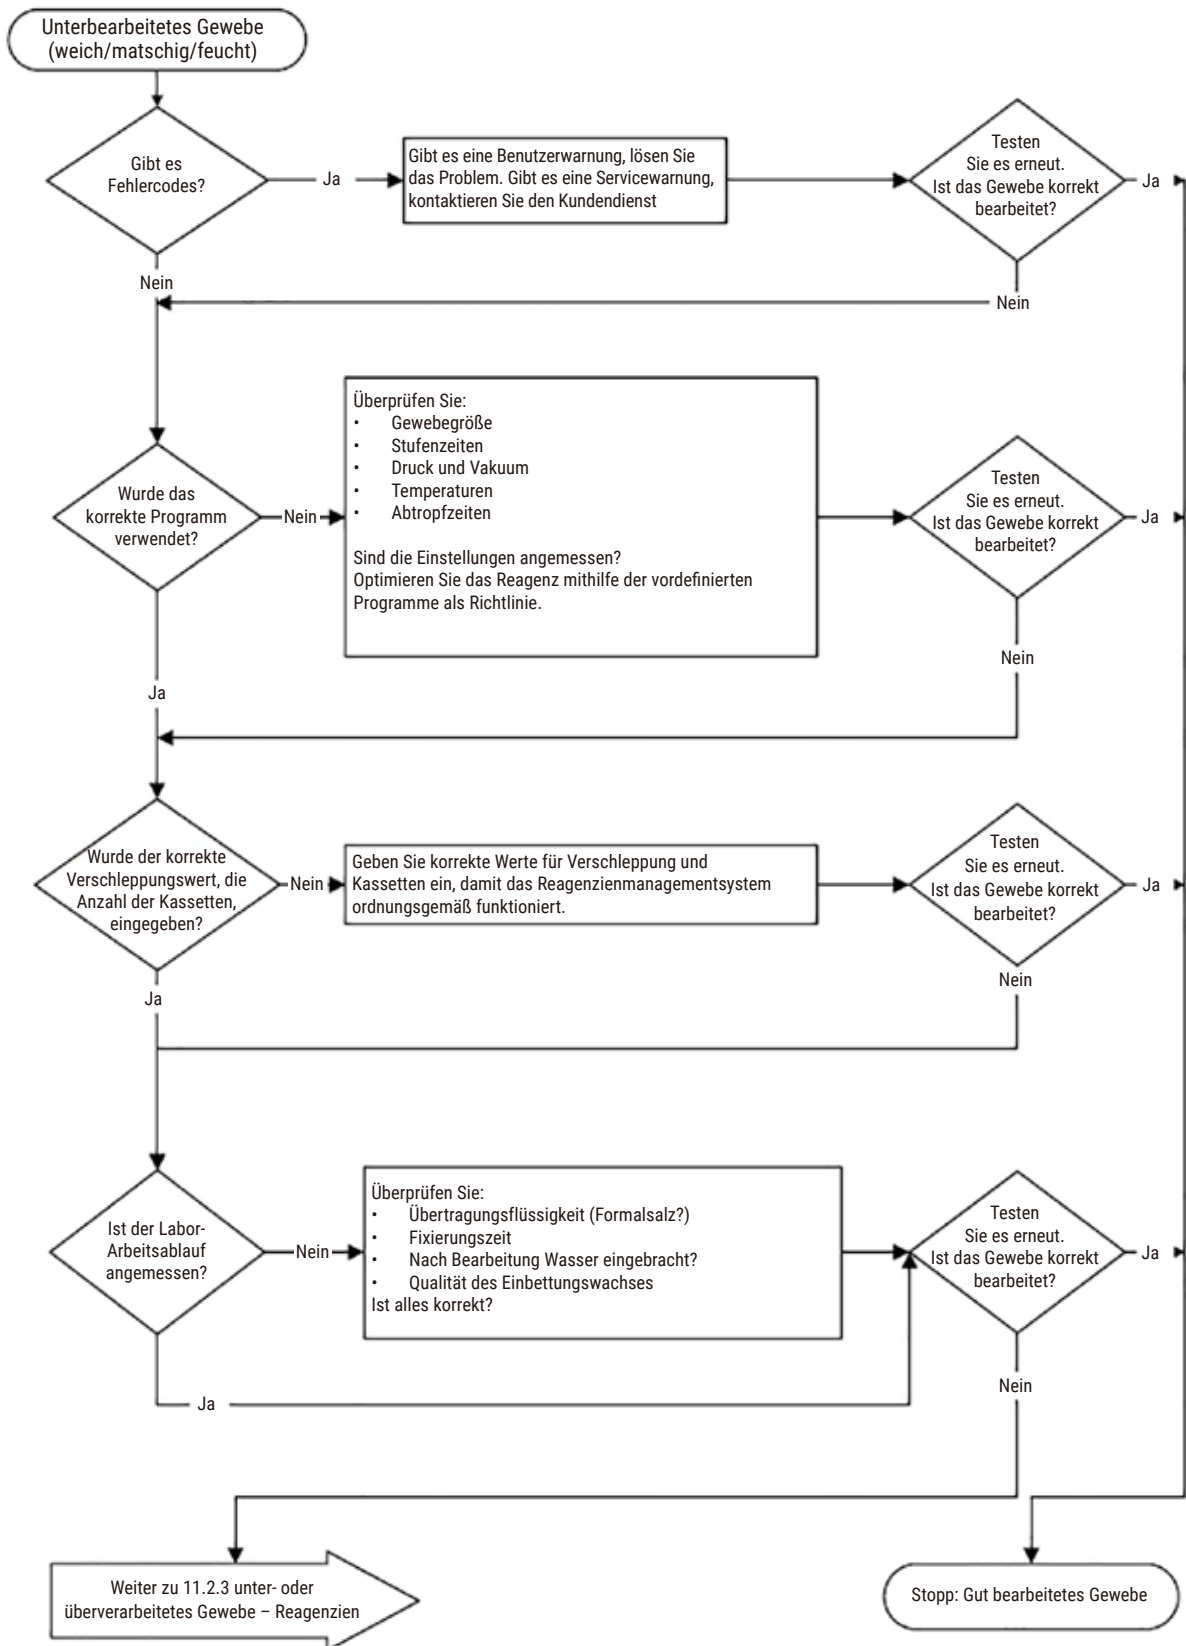 Unterbearbeitetes Gewebe
(weich/matschig/feucht)
Gibt es
Fehlercodes?
Ja
Gibt es eine Benutzerwarnung, lösen Sie
das Problem. Gibt es eine Servicewarnung,
kontaktieren Sie den Kundendienst
Testen
Sie es erneut.
Ist das Gewebe korrekt
bearbeitet?
Ja
Nein
Nein
Wurde das
korrekte Programm
verwendet?
Nein
Überprüfen Sie:
• Gewebegröße
• Stufenzeiten
• Druck und Vakuum
• Temperaturen
• Abtropfzeiten
Sind die Einstellungen angemessen?
Optimieren Sie das Reagenz mithilfe der vordefinierten
Programme als Richtlinie.
Testen
Sie es erneut.
Ist das Gewebe korrekt
bearbeitet?
Ja
Nein
Ja
Wurde der korrekte
Verschleppungswert, die
Anzahl der Kassetten,
eingegeben?
Nein
Geben Sie korrekte Werte für Verschleppung und
Kassetten ein, damit das Reagenzienmanagementsystem
ordnungsgemäß funktioniert.
Testen
Sie es erneut.
Ist das Gewebe korrekt
bearbeitet?
Ja
Nein
Ja
Ist der Labor-
Arbeitsablauf
angemessen?
Nein
Überprüfen Sie:
• Übertragungsflüssigkeit (Formalsalz?)
• Fixierungszeit
• Nach Bearbeitung Wasser eingebracht?
• Qualität des Einbettungswachses
Ist alles korrekt?
Testen
Sie es erneut.
Ist das Gewebe korrekt
bearbeitet?
Ja
Nein
Ja
Weiter zu 11.2.3 unter- oder
überverarbeitetes Gewebe – Reagenzien
Stopp: Gut bearbeitetes Gewebe